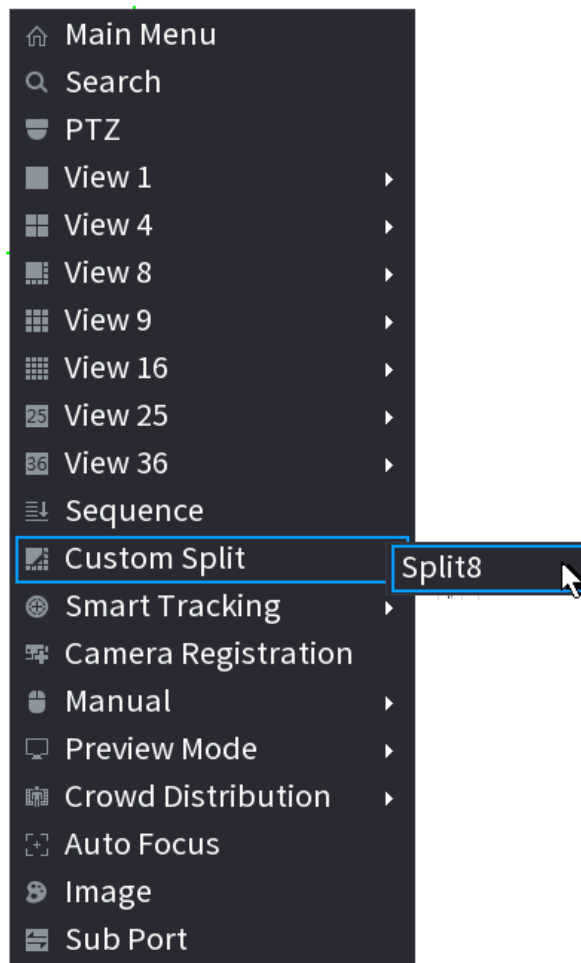 Main Menu
Search
PTZ
View 1
View 4
View 8
View 9
View 16
25 View 25
36 View 36
Sequence
Custom Split
Split8
Smart Tracking
Camera Registration
Manual
Preview Mode
Crowd Distribution
Auto Focus
Image
Sub Port